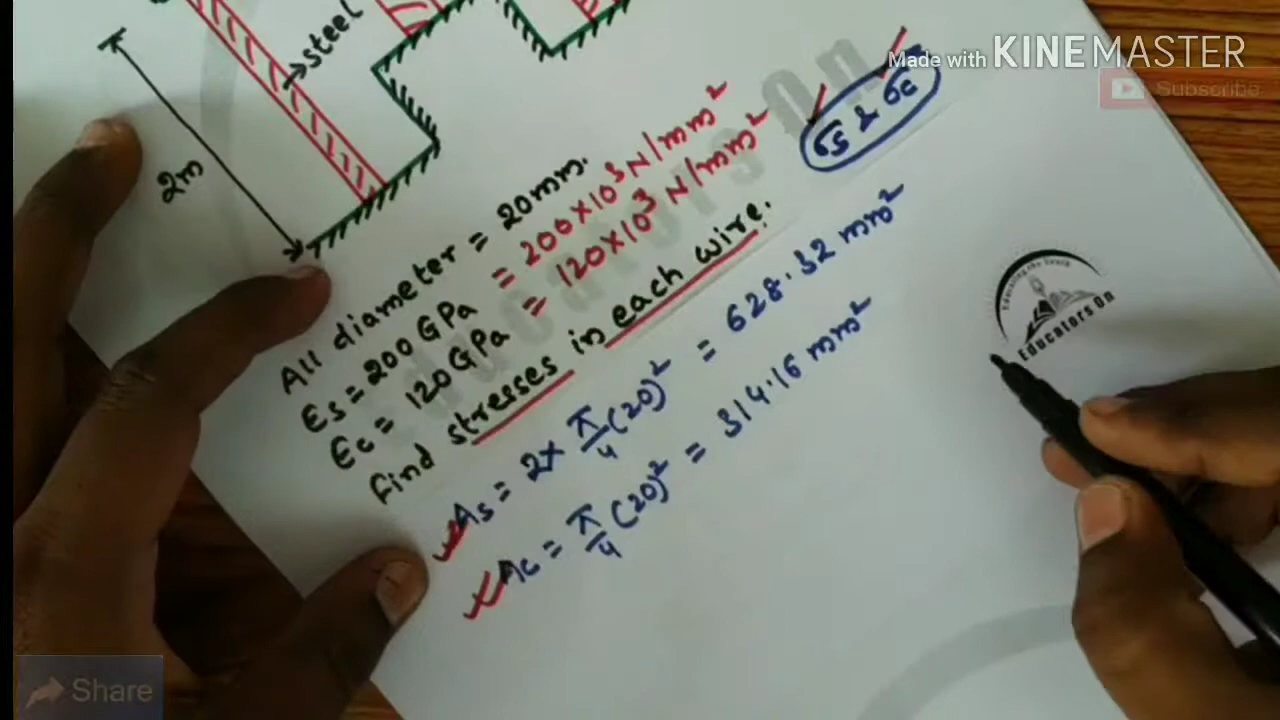 Made with KINEMASTER
Subscribe
→steel
2m
All diameter = 20mm.
Es = 200 GPa = 200×10³ N/mm²
Ec = 120 GPa = 120×10³ N/mm²
Find stresses in each wire.
σs & σc
As = 2× π/4 (20)² = 628.32 mm²
Ac = π/4 (20)² = 314.16 mm²
Educators On
Share